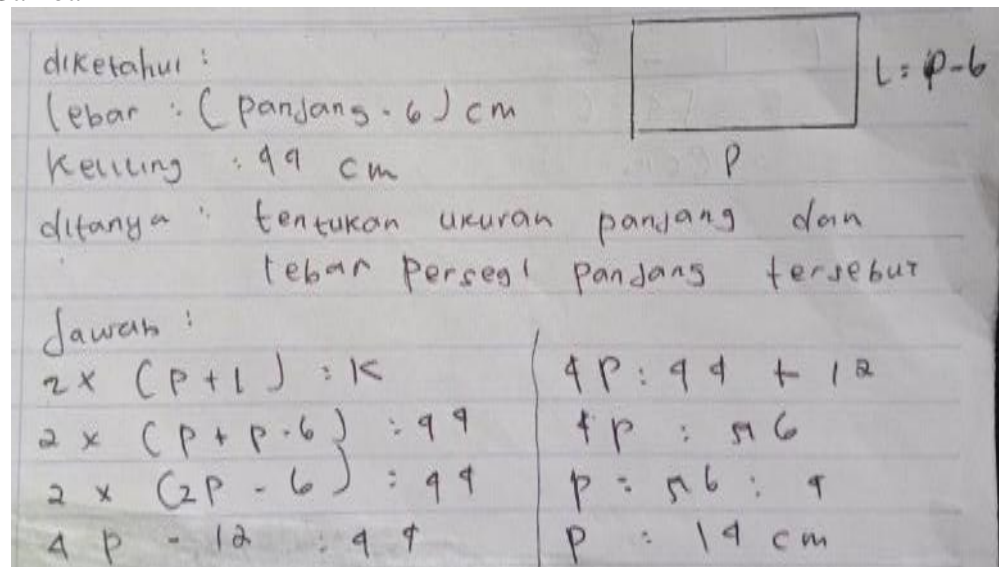 diketahui :
lebar : (panjang - 6) cm
Keliling : 44 cm
L = p-6
p
ditanya : tentukan ukuran panjang dan
lebar persegi panjang tersebut
Jawab :
2 x (p + l) = K
2 x (p + p - 6) = 44
2 x (2p - 6) = 44
4 p - 12 = 44
4p = 44 + 12
4p = 56
p = 56 : 4
p = 14 cm